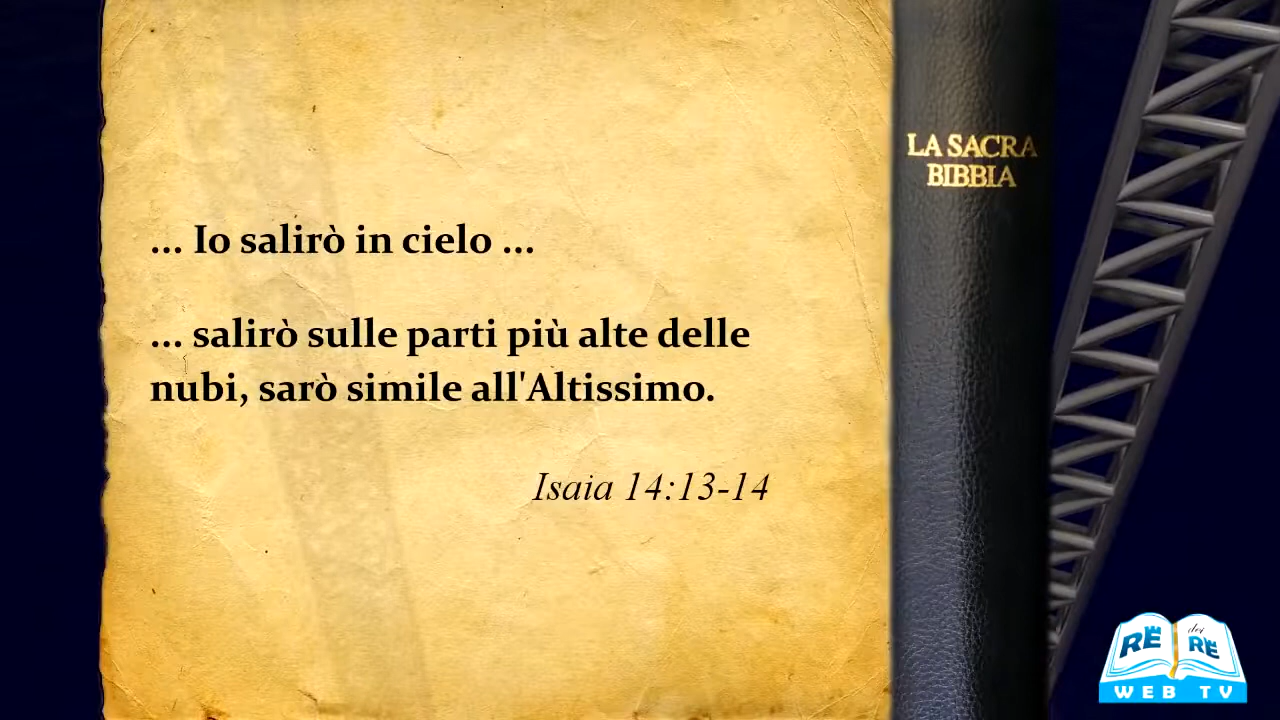 ... Io salirò in cielo ...
... salirò sulle parti più alte delle
nubi, sarò simile all'Altissimo.
Isaia 14:13-14
LA SACRA
BIBBIA
RE dei RE
WEB TV